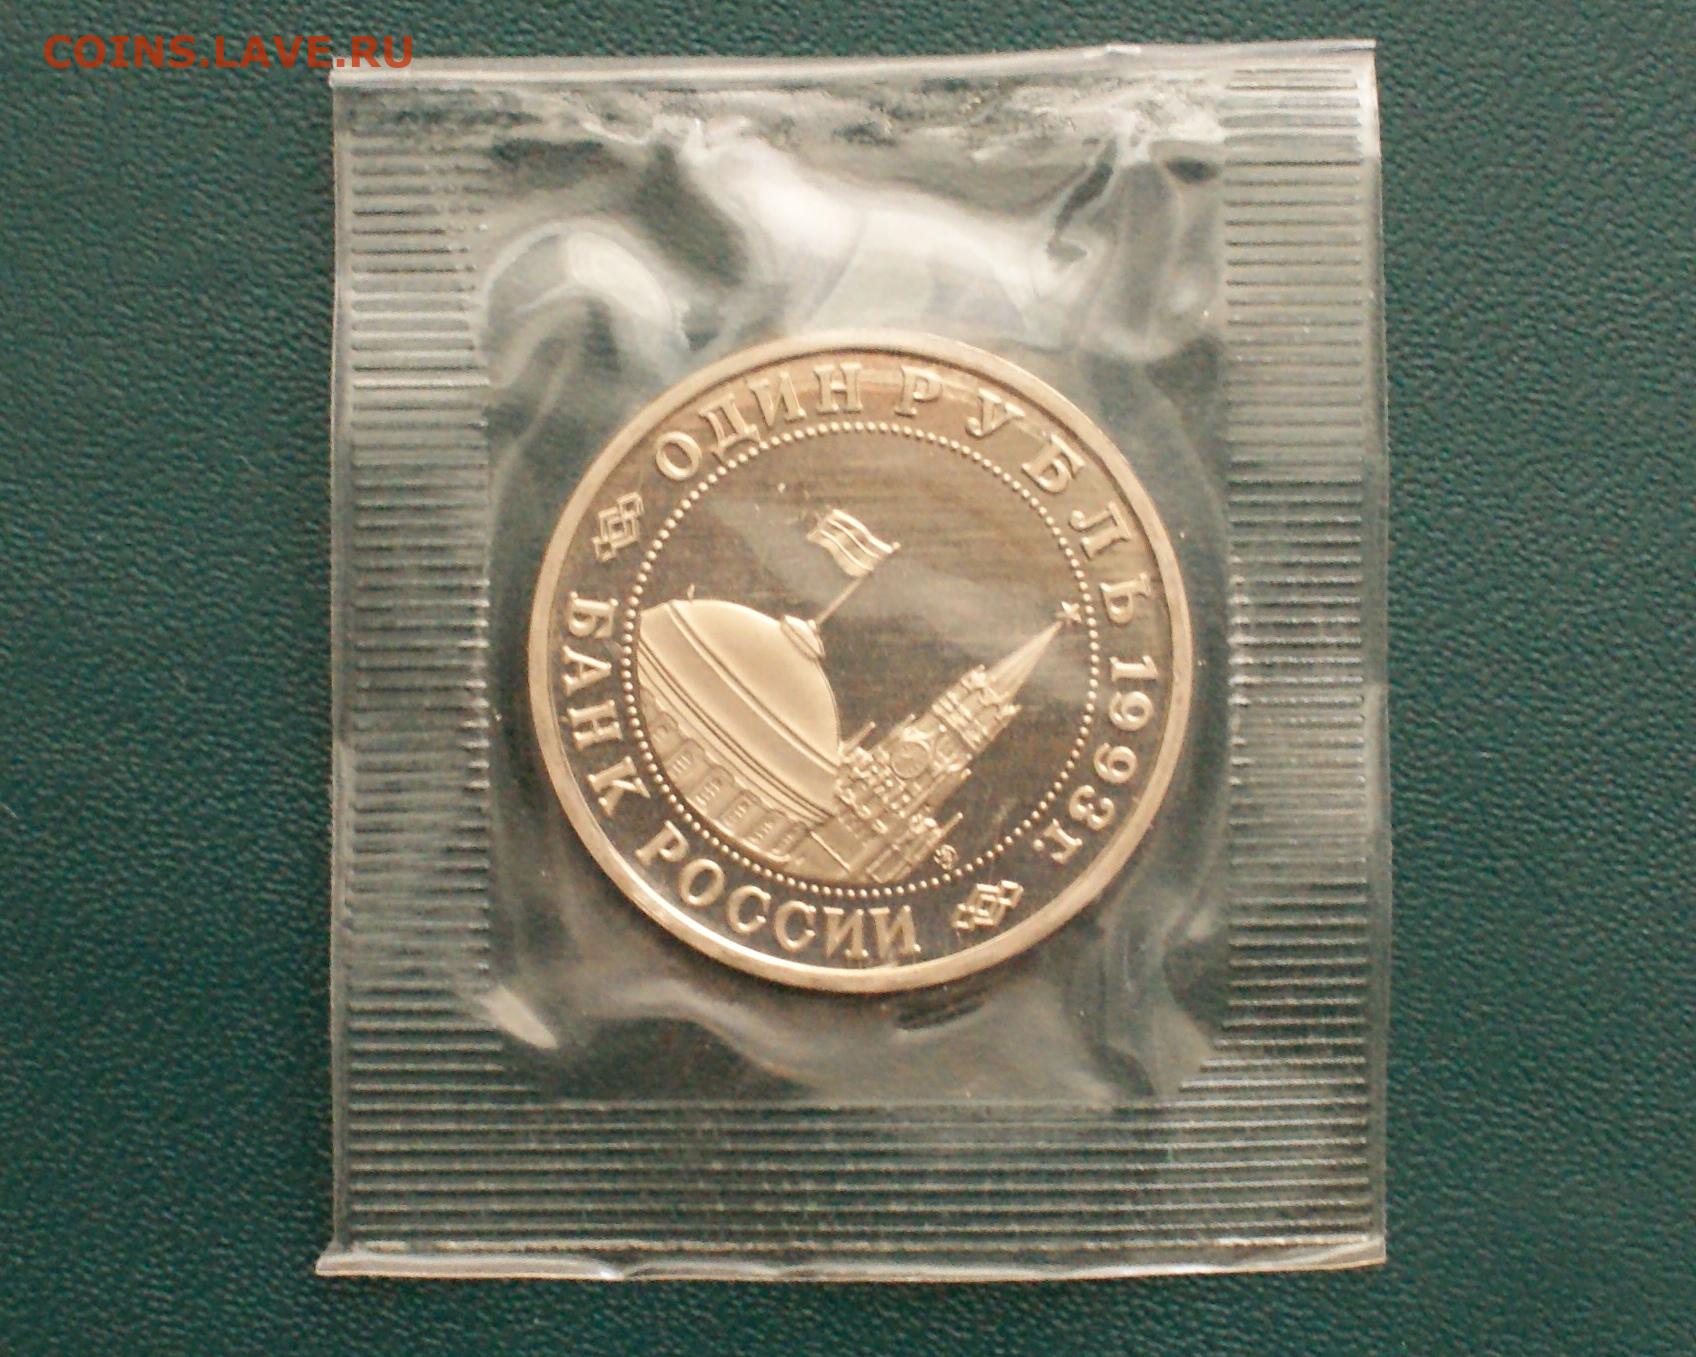 COINS.LAVE.RU
ОДИН РУБЛЬ 1993г.
БАНК РОССИИ